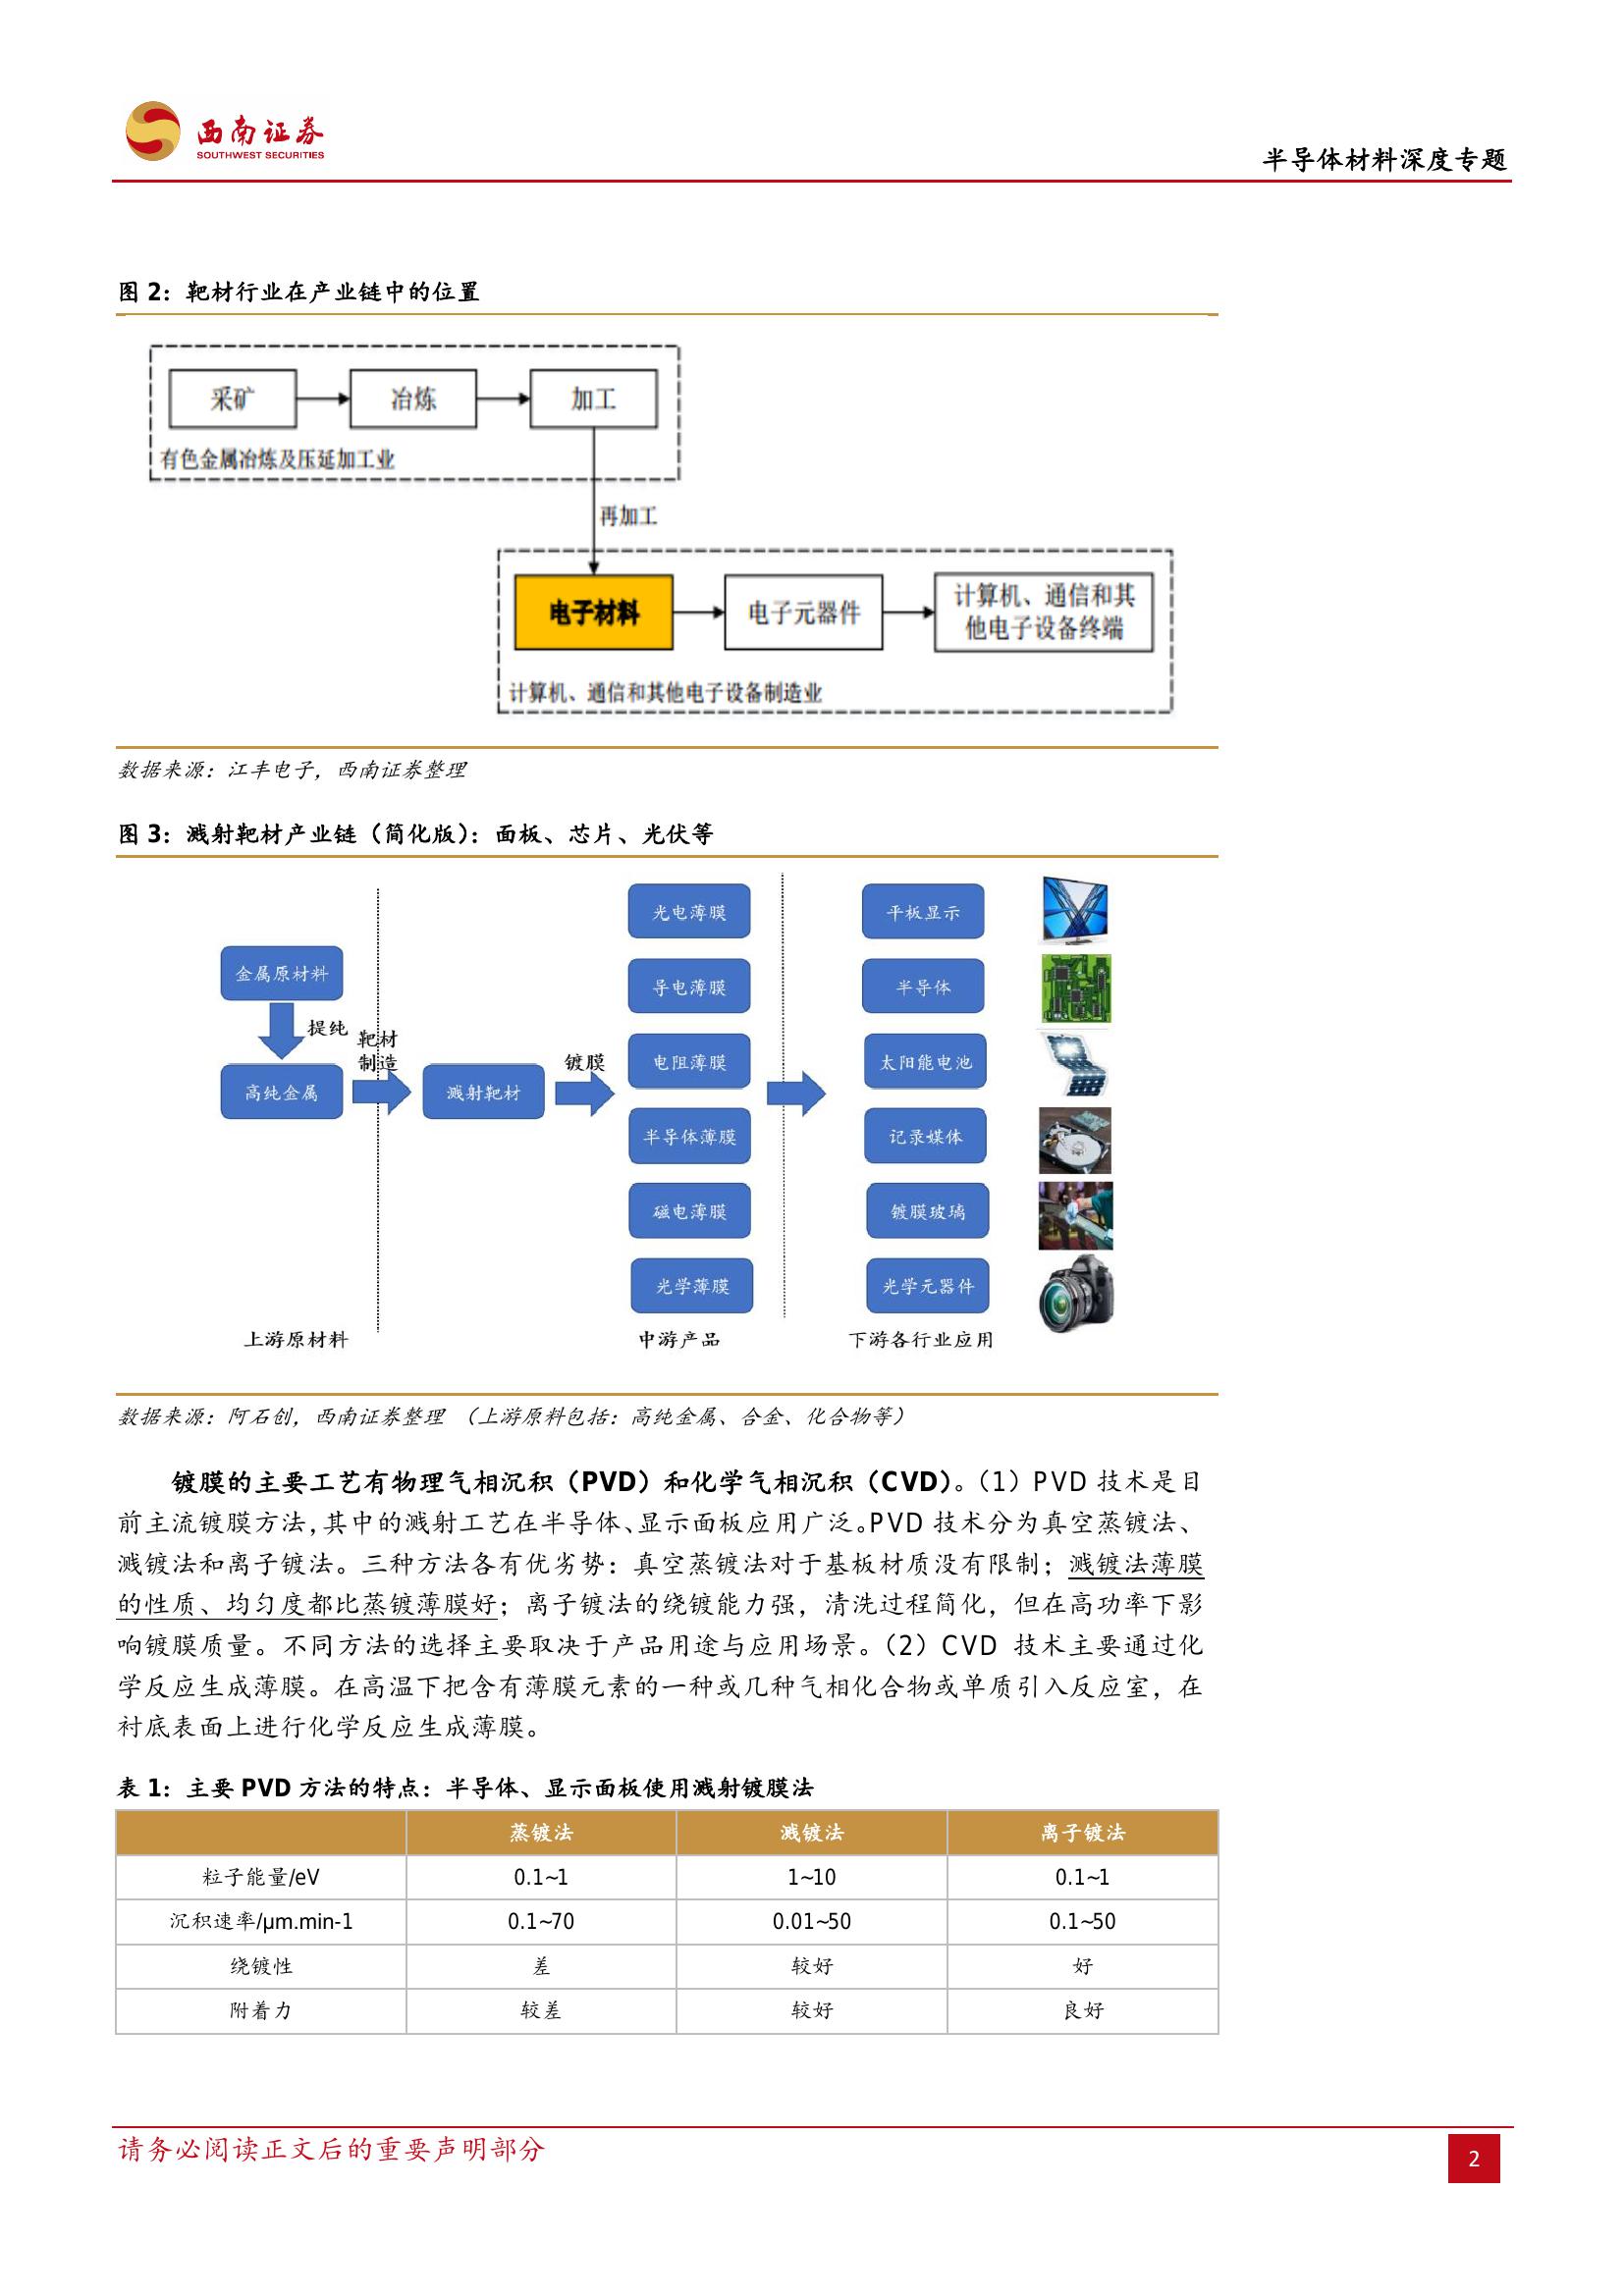 西南证券
SOUTHWEST SECURITIES
半导体材料深度专题
图 2：靶材行业在产业链中的位置
采矿
冶炼
加工
有色金属冶炼及压延加工业
再加工
电子材料
电子元器件
计算机、通信和其
他电子设备终端
计算机、通信和其他电子设备制造业
数据来源：江丰电子，西南证券整理
图 3：溅射靶材产业链（简化版）：面板、芯片、光伏等
金属原材料
提纯
高纯金属
靶材
制造
溅射靶材
镀膜
光电薄膜
导电薄膜
电阻薄膜
半导体薄膜
磁电薄膜
光学薄膜
平板显示
半导体
太阳能电池
记录媒体
镀膜玻璃
光学元器件
上游原材料
中游产品
下游各行业应用
数据来源：阿石创，西南证券整理 （上游原料包括：高纯金属、合金、化合物等）
镀膜的主要工艺有物理气相沉积（PVD）和化学气相沉积（CVD）。（1）PVD 技术是目
前主流镀膜方法，其中的溅射工艺在半导体、显示面板应用广泛。PVD 技术分为真空蒸镀法、
溅镀法和离子镀法。三种方法各有优劣势：真空蒸镀法对于基板材质没有限制；溅镀法薄膜
的性质、均匀度都比蒸镀薄膜好；离子镀法的绕镀能力强，清洗过程简化，但在高功率下影
响镀膜质量。不同方法的选择主要取决于产品用途与应用场景。（2）CVD 技术主要通过化
学反应生成薄膜。在高温下把含有薄膜元素的一种或几种气相化合物或单质引入反应室，在
衬底表面上进行化学反应生成薄膜。
表 1：主要 PVD 方法的特点：半导体、显示面板使用溅射镀膜法
蒸镀法 溅镀法 离子镀法
粒子能量/eV 0.1~1 1~10 0.1~1
沉积速率/μm.min-1 0.1~70 0.01~50 0.1~50
绕镀性 差 较好 好
附着力 较差 较好 良好
请务必阅读正文后的重要声明部分
2